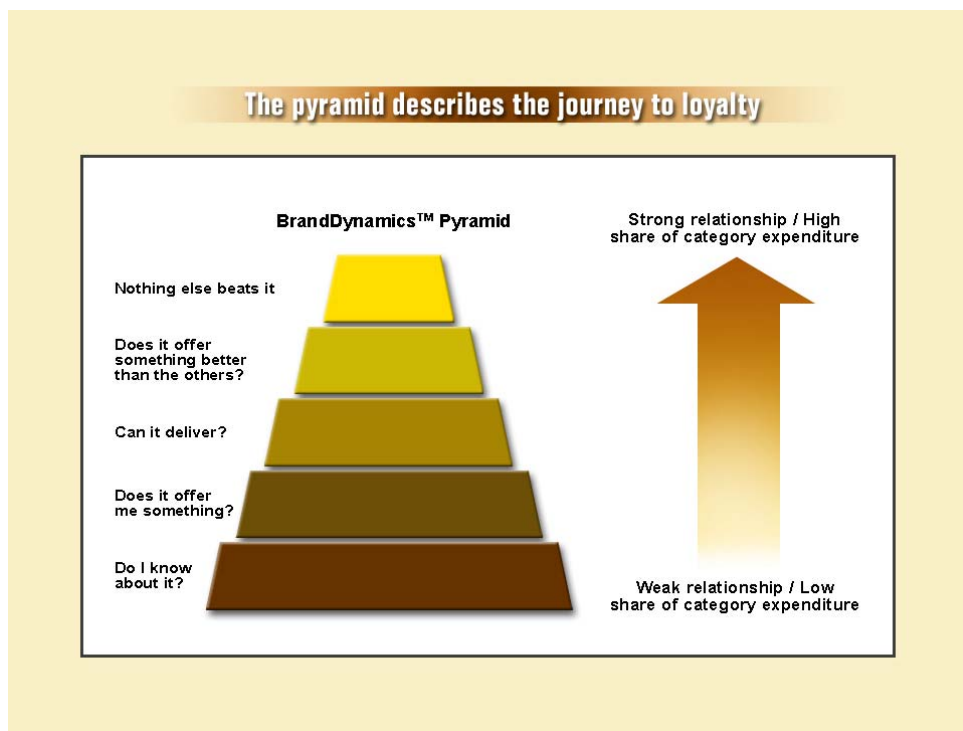 The pyramid describes the journey to loyalty
BrandDynamics™ Pyramid
Nothing else beats it
Does it offer
something better
than the others?
Can it deliver?
Does it offer
me something?
Do I know
about it?
Strong relationship / High
share of category expenditure
Weak relationship / Low
share of category expenditure